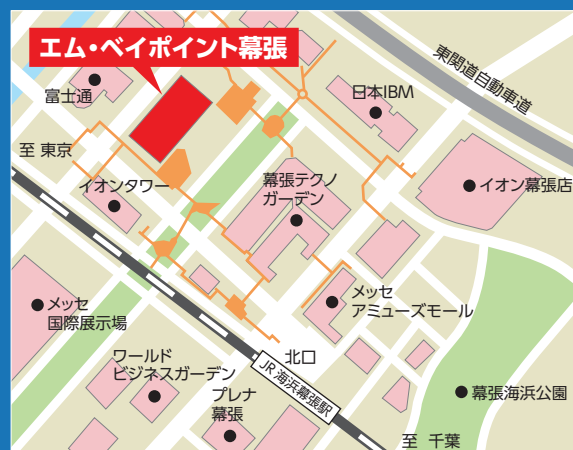 エム・ベイポイント幕張
東関道自動車道
富士通
日本IBM
至 東京
イオンタワー
幕張テクノ
ガーデン
イオン幕張店
メッセ
国際展示場
メッセ
アミューズモール
ワールド
ビジネスガーデン
北口
JR 海浜幕張駅
プレナ
幕張
幕張海浜公園
至 千葉